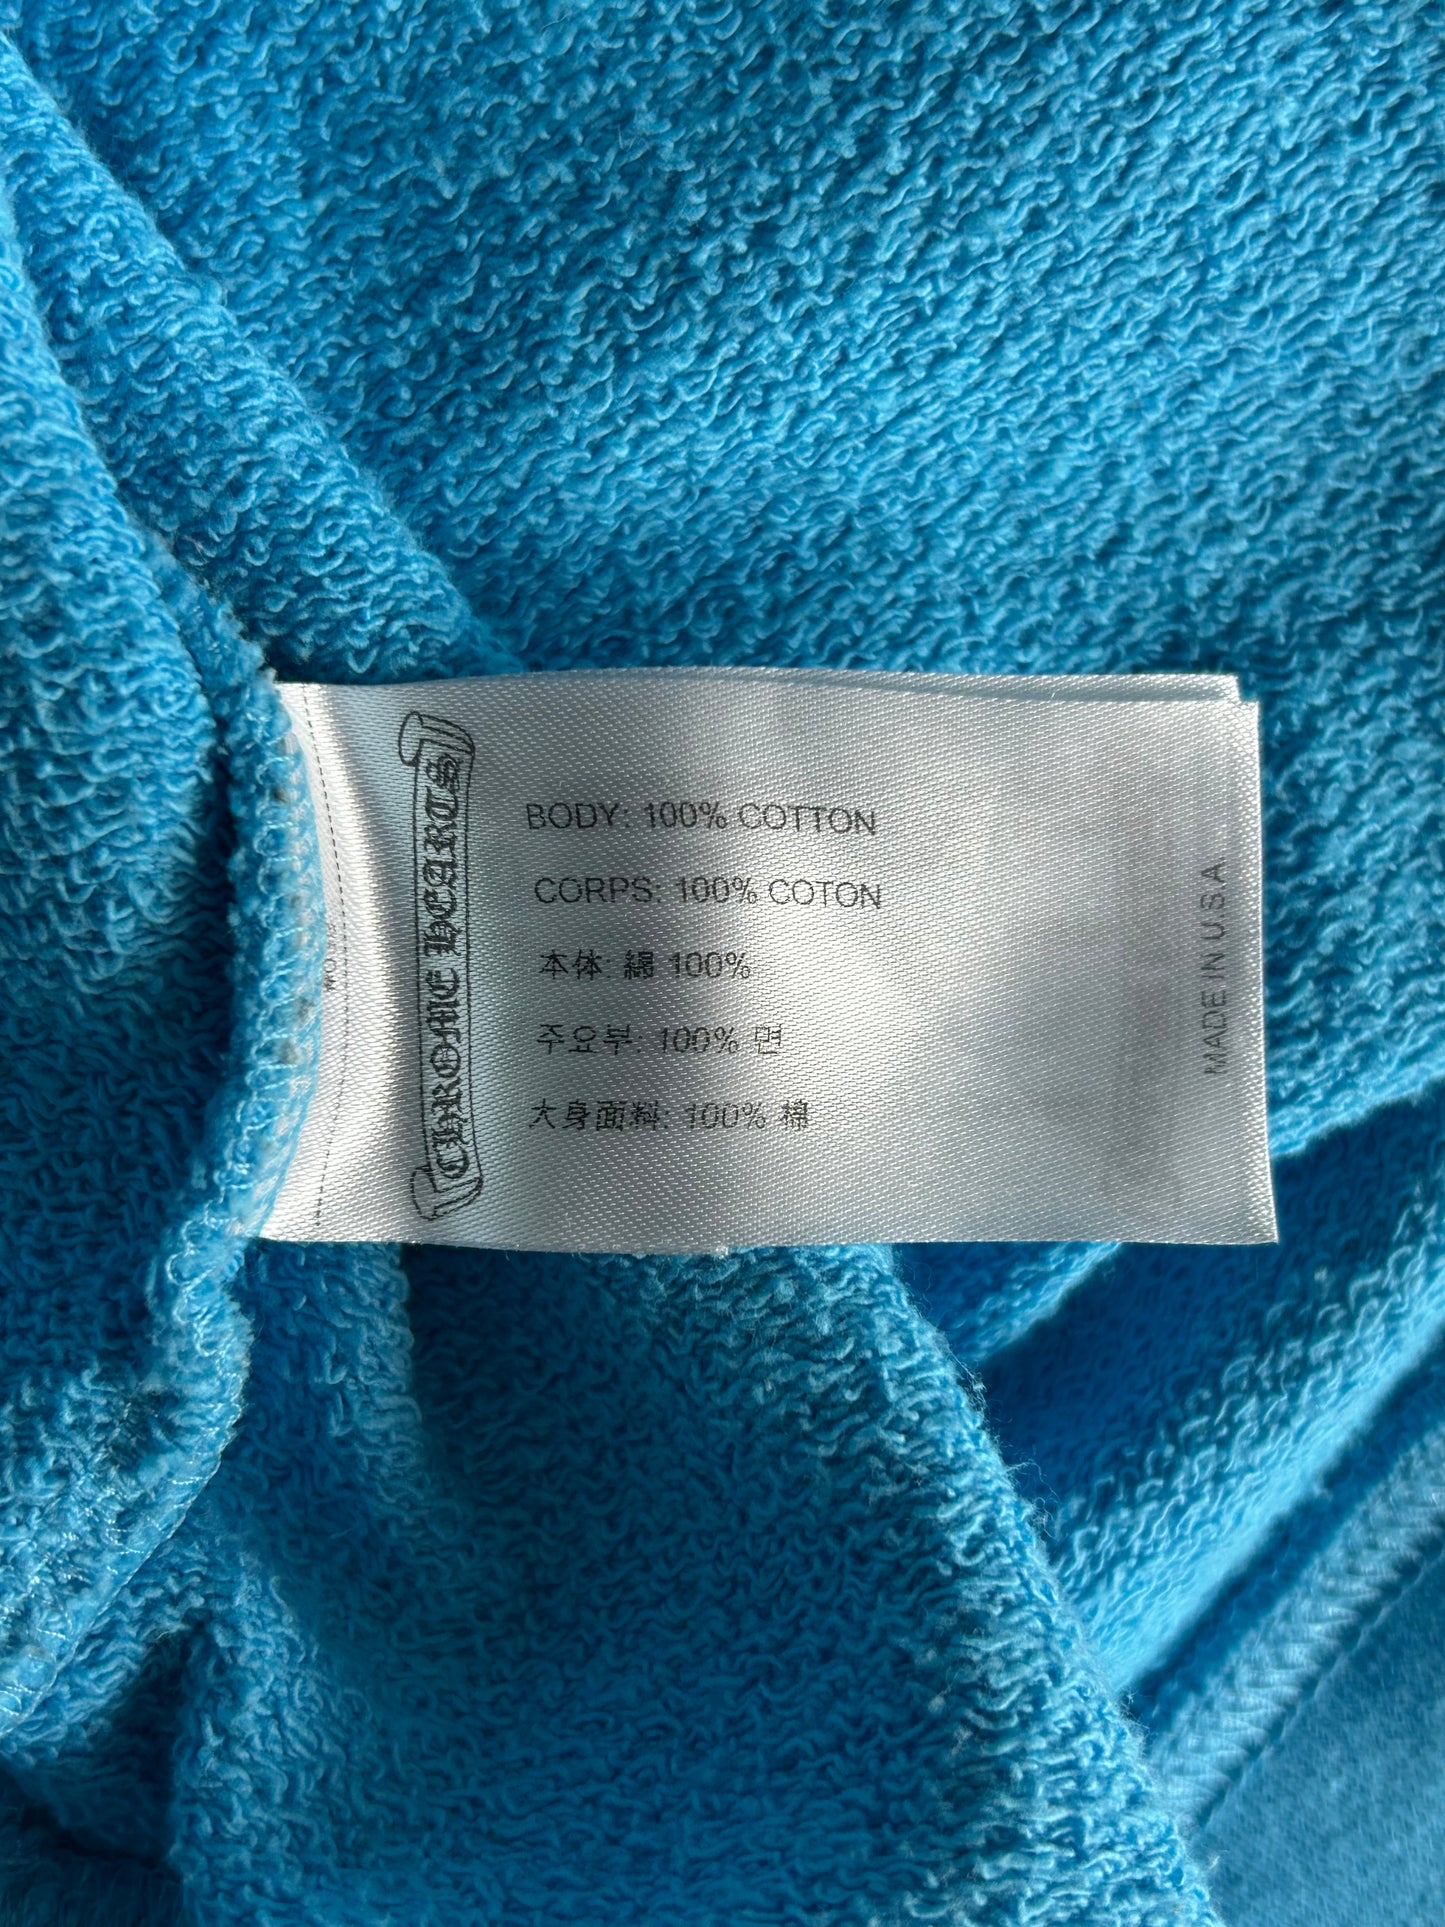 CHROME HEARTS
BODY: 100% COTTON
CORPS: 100% COTON
本体: 綿 100%
주요부: 100% 면
大身面料: 100% 棉
MADE IN U.S.A